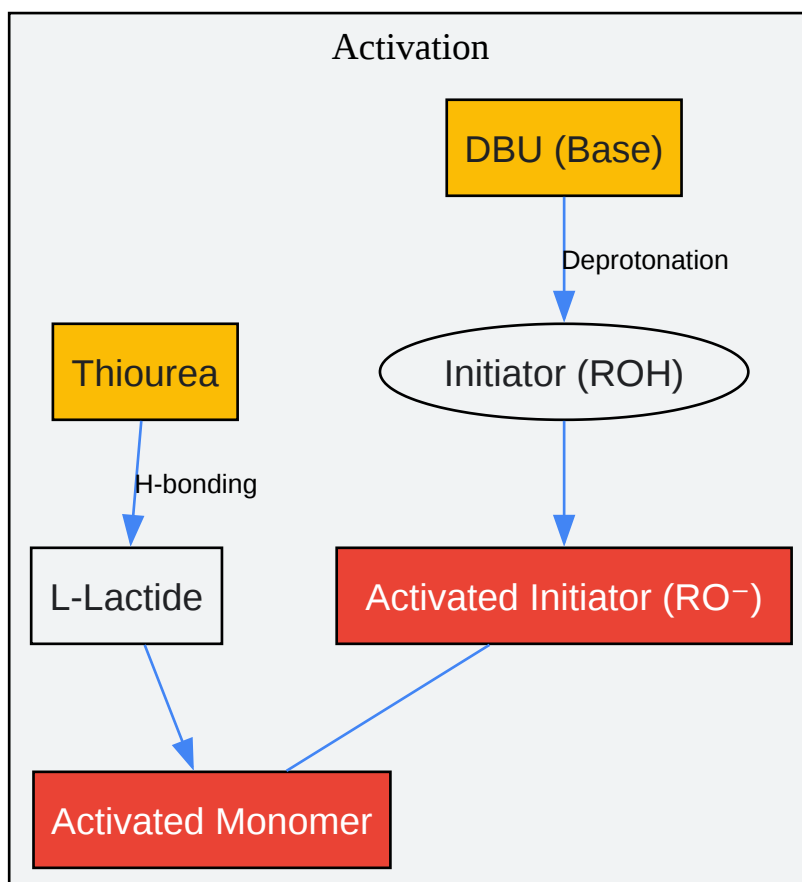 Activation
DBU (Base)
Deprotonation
Thiourea
Initiator (ROH)
H-bonding
L-Lactide
Activated Initiator (RO⁻)
Activated Monomer